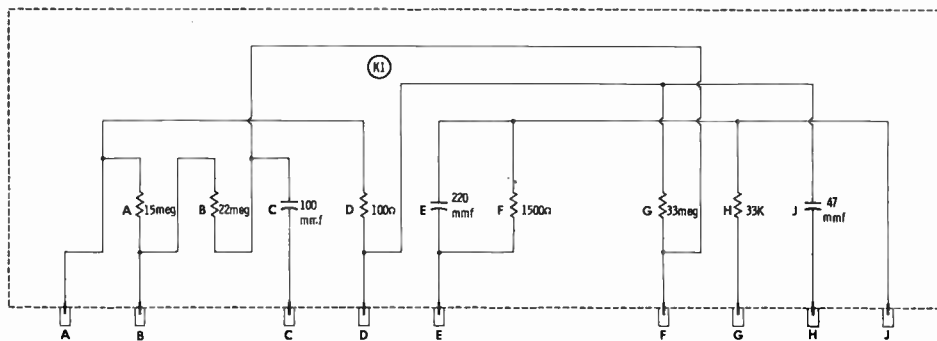 K1
A 15meg
B 22meg
C 100 mmf
D 100Ω
E 220 mmf
F 1500Ω
G 33meg
H 33K
J 47 mmf
A B C D E F G H J